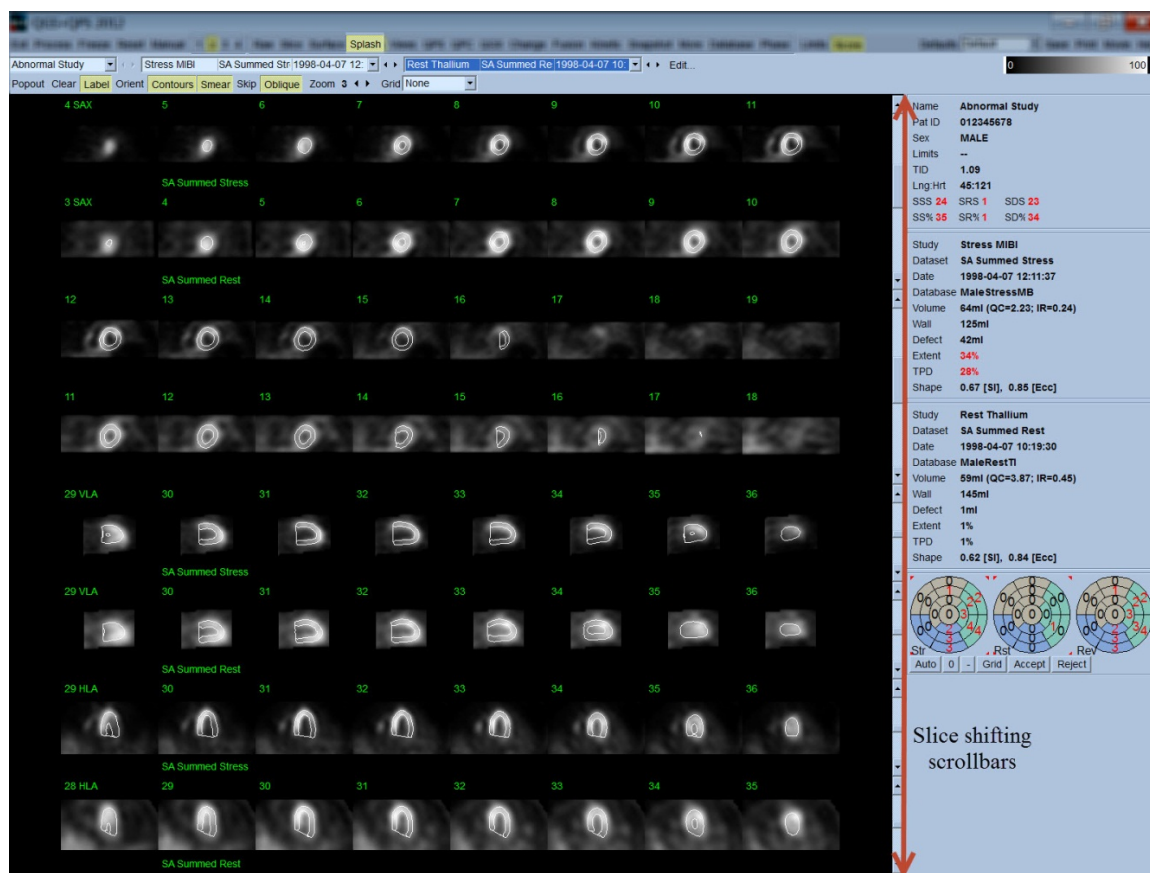 QGS+QPS 2012
Splash
Abnormal Study Stress MIBI SA Summed Str 1998-04-07 12: Rest Thallium SA Summed Re 1998-04-07 10: Edit...
0 100
Popout Clear Label Orient Contours Smear Skip Oblique Zoom 3 Grid None
4 SAX 5 6 7 8 9 10 11
SA Summed Stress
3 SAX 4 5 6 7 8 9 10
SA Summed Rest
12 13 14 15 16 17 18 19
11 12 13 14 15 16 17 18
29 VLA 30 31 32 33 34 35 36
SA Summed Stress
29 VLA 30 31 32 33 34 35 36
SA Summed Rest
29 HLA 30 31 32 33 34 35 36
SA Summed Stress
28 HLA 29 30 31 32 33 34 35
SA Summed Rest
Name Abnormal Study
Pat ID 012345678
Sex MALE
Limits --
TID 1.09
Lng:Hrt 45:121
SSS 24 SRS 1 SDS 23
SS% 35 SR% 1 SD% 34
Study Stress MIBI
Dataset SA Summed Stress
Date 1998-04-07 12:11:37
Database MaleStressMB
Volume 64ml (QC=2.23; IR=0.24)
Wall 125ml
Defect 42ml
Extent 34%
TPD 28%
Shape 0.67 [SI], 0.85 [Ecc]
Study Rest Thallium
Dataset SA Summed Rest
Date 1998-04-07 10:19:30
Database MaleRestTl
Volume 59ml (QC=3.87; IR=0.45)
Wall 145ml
Defect 1ml
Extent 1%
TPD 1%
Shape 0.62 [SI], 0.84 [Ecc]
Str Rst Rev
Auto 0 - Grid Accept Reject
Slice shifting
scrollbars